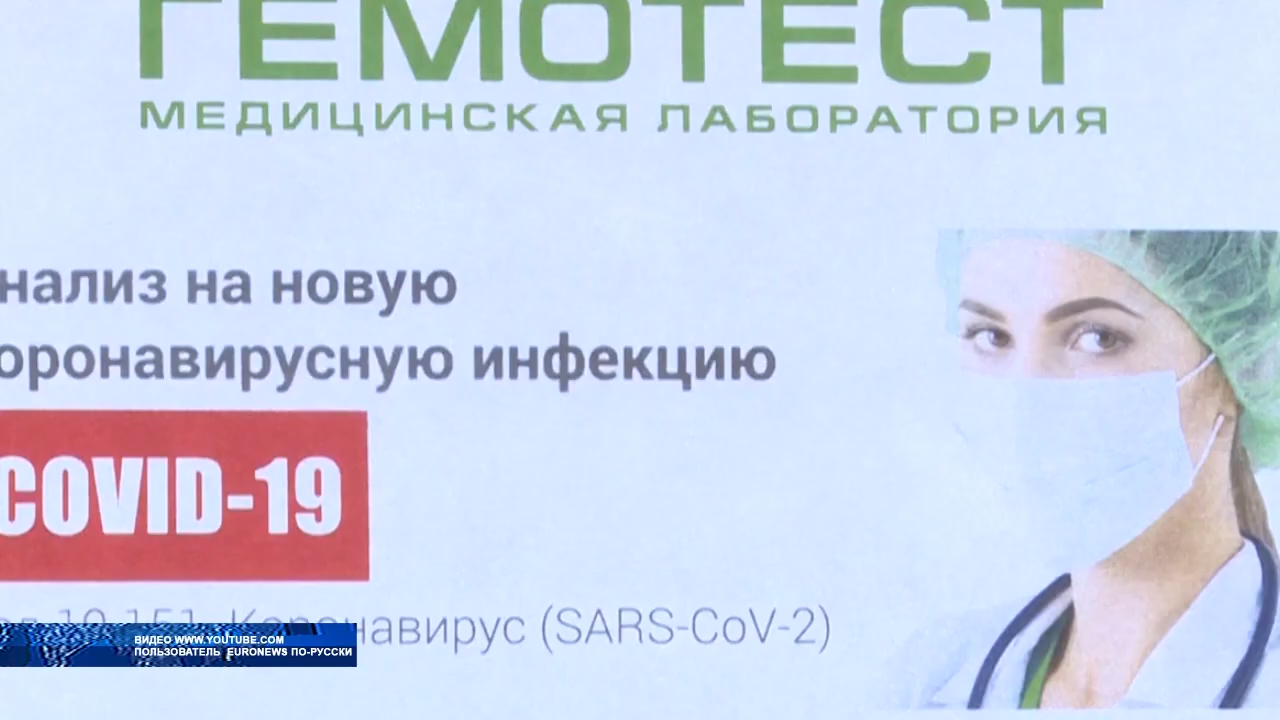 ГЕМОТЕСТ
МЕДИЦИНСКАЯ ЛАБОРАТОРИЯ
нализ на новую
оронавирусную инфекцию
COVID-19
(SARS-CoV-2)
ВИДЕО WWW.YOUTUBE.COM
ПОЛЬЗОВАТЕЛЬ EURONEWS ПО-РУССКИ